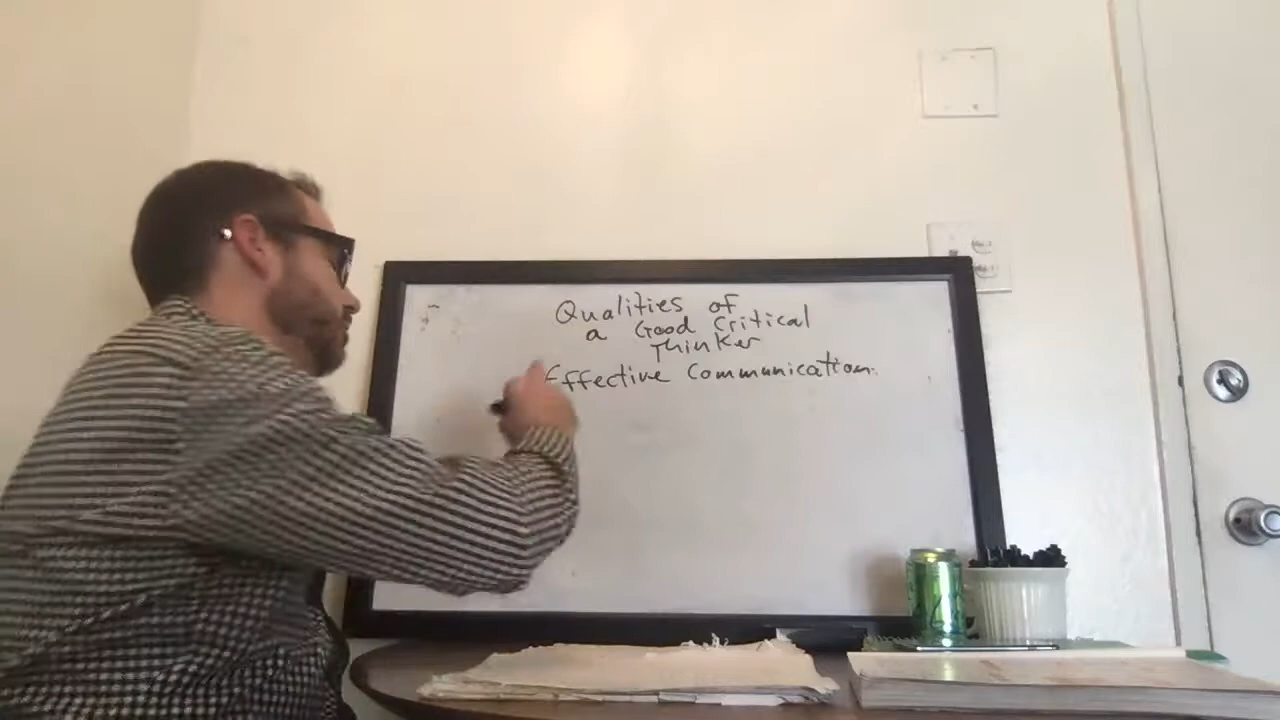 Qualities of
a Good Critical
Thinker
Effective Communication.